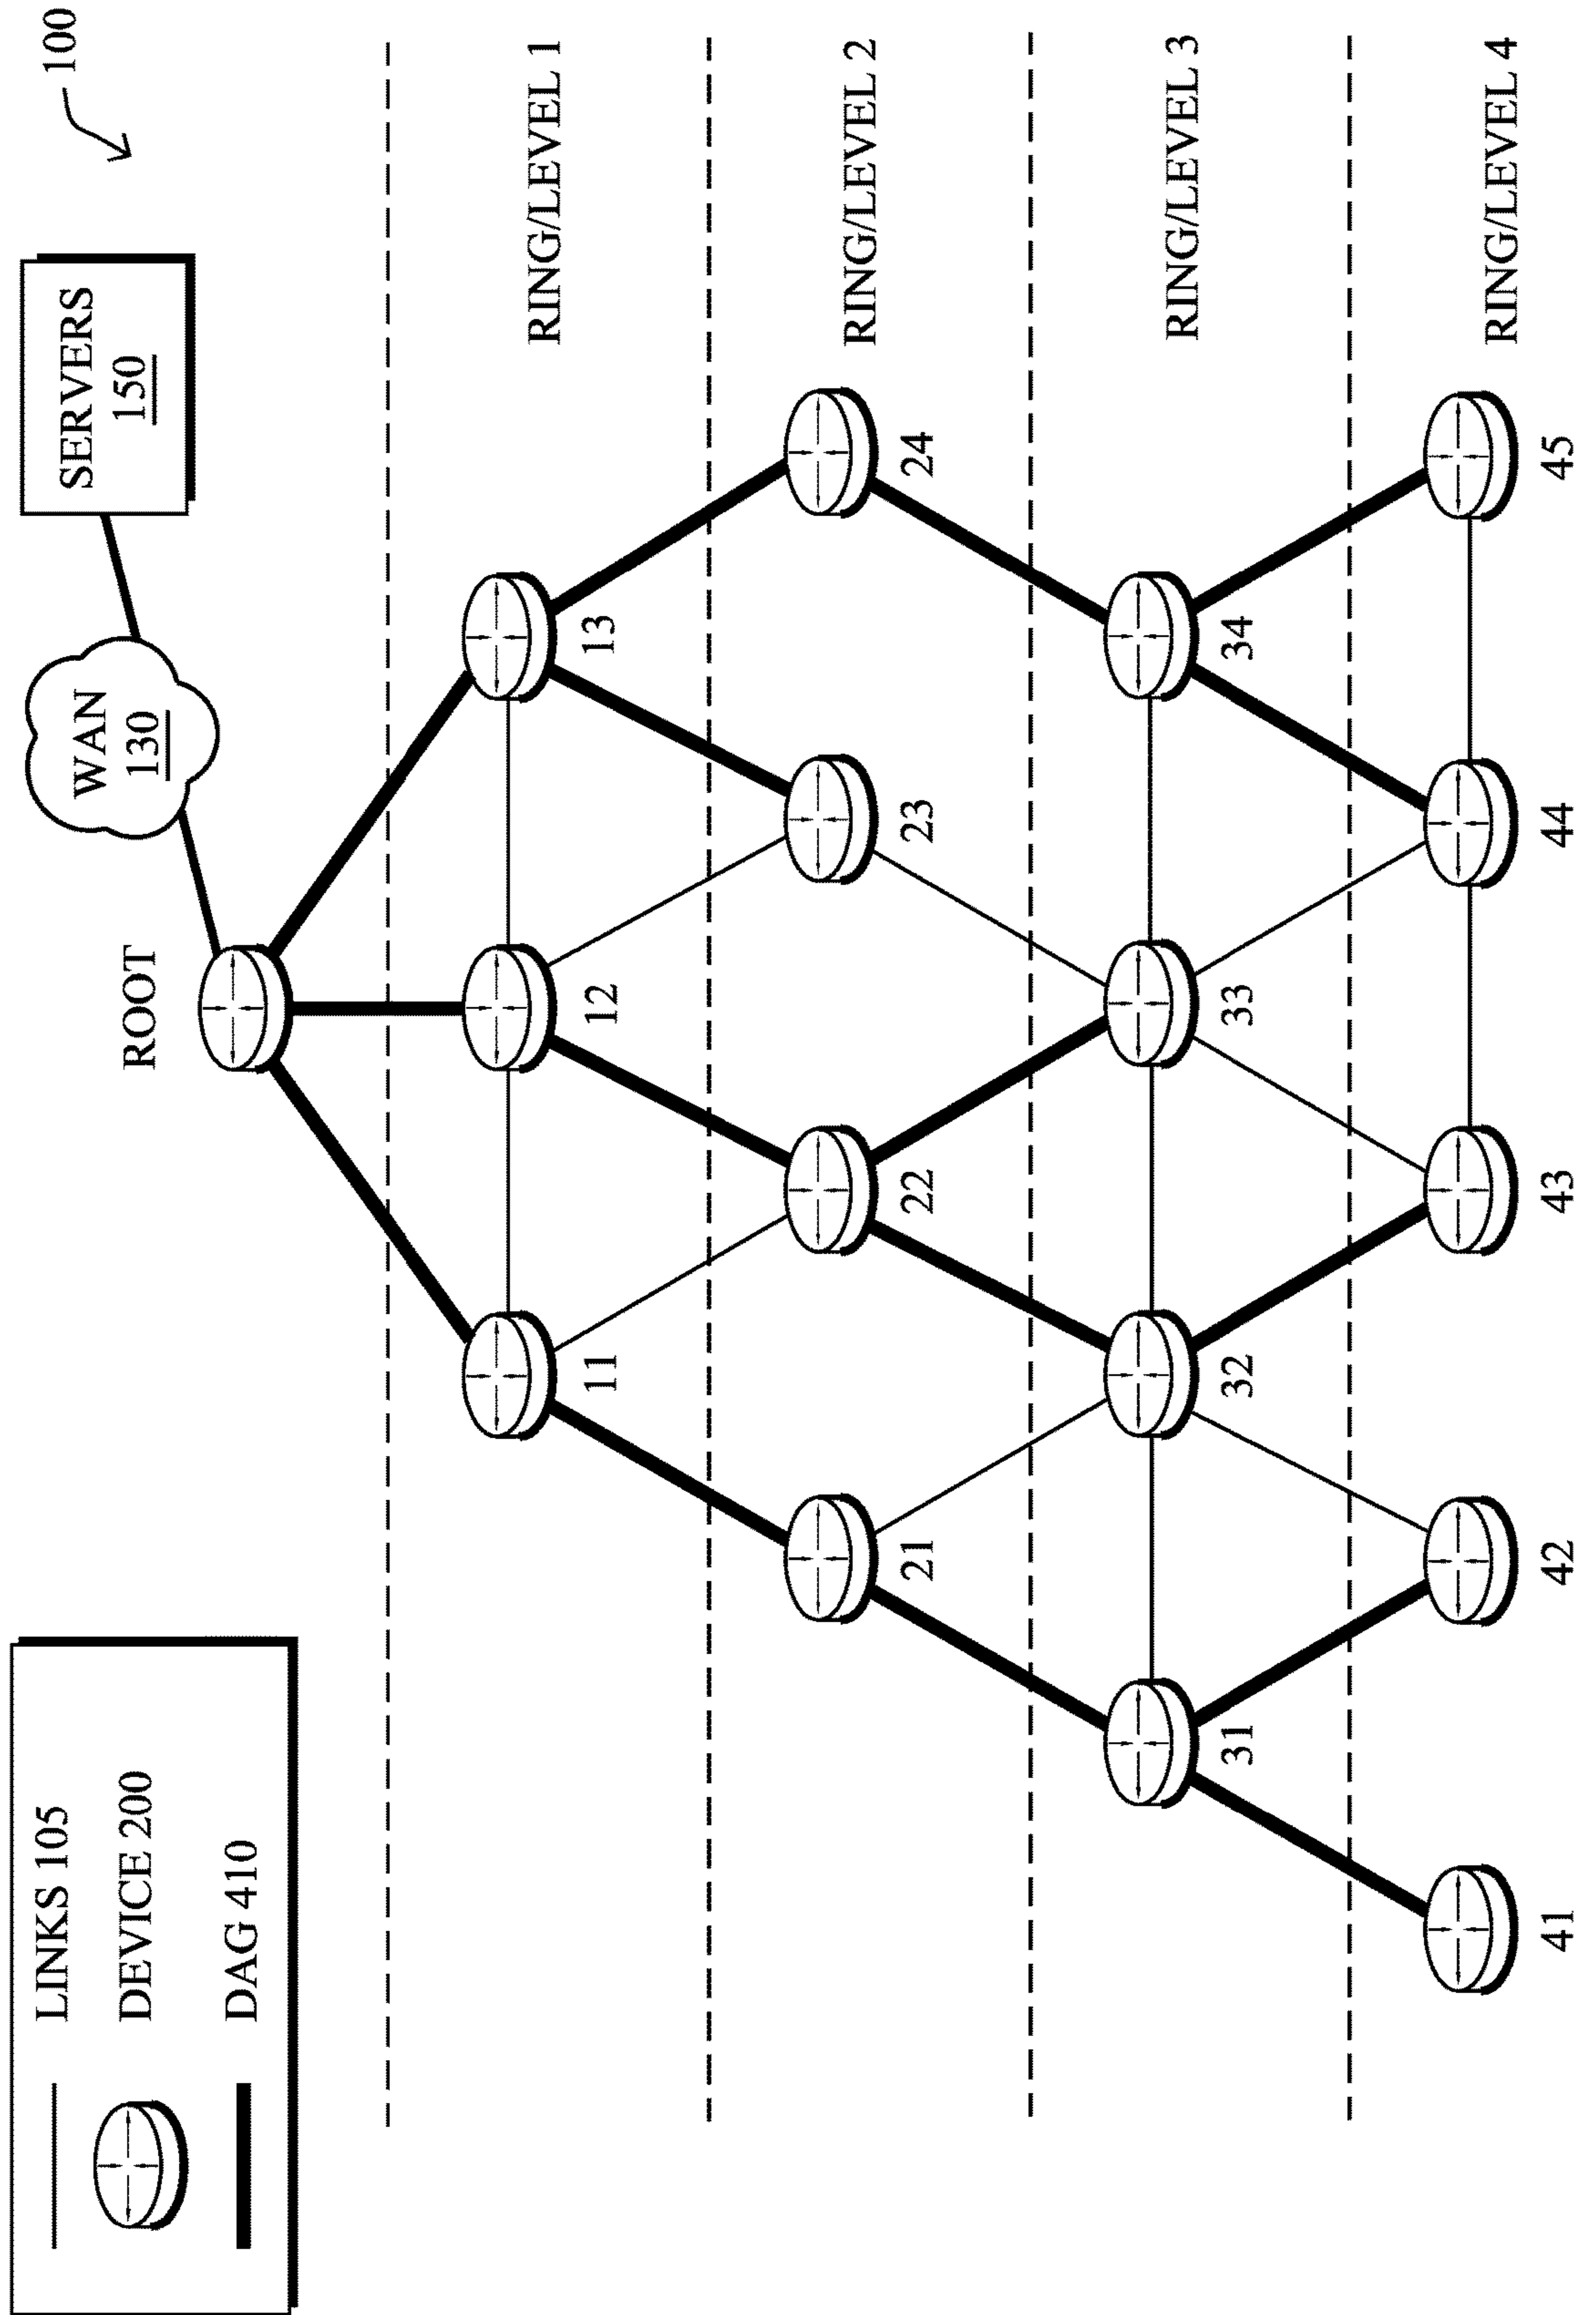 100
LINKS 105
DEVICE 200
DAG 410
WAN
130
SERVERS
150
ROOT
11
12
13
RING/LEVEL 1
21
22
23
24
RING/LEVEL 2
31
32
33
34
RING/LEVEL 3
41
42
43
44
45
RING/LEVEL 4